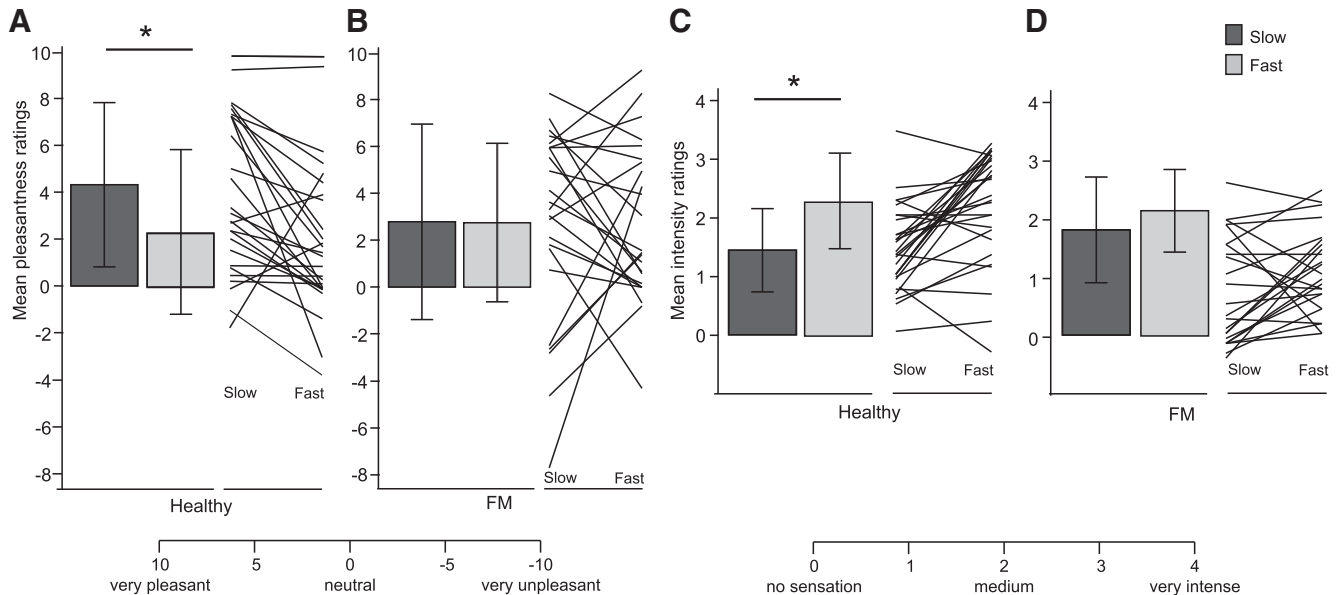 A
B
C
D
*
*
Slow
Fast
Mean pleasantness ratings
10
8
6
4
2
0
-2
-4
-6
-8
Slow Fast
Healthy
10
8
6
4
2
0
-2
-4
-6
-8
Slow Fast
FM
Mean intensity ratings
4
3
2
1
0
Slow Fast
Healthy
4
3
2
1
0
Slow Fast
FM
10 5 0 -5 -10
very pleasant neutral very unpleasant
0 1 2 3 4
no sensation medium very intense